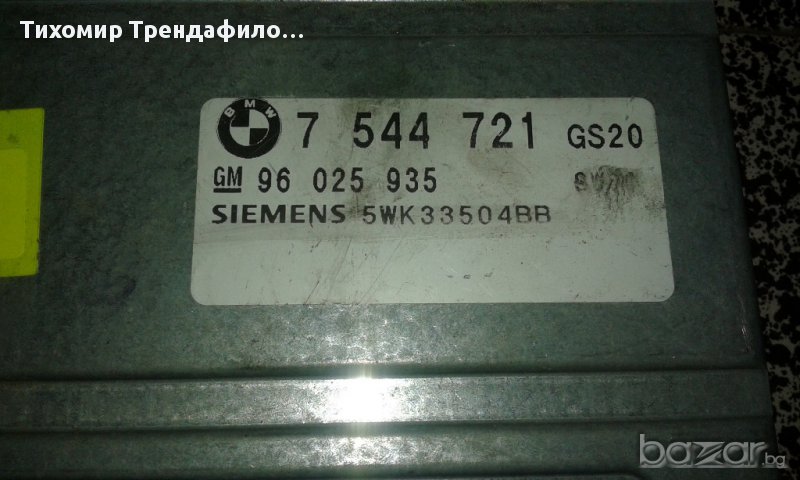 Тихомир Трендафило...
BMW 7 544 721 GS20
GM 96 025 935
SIEMENS 5WK33504BB
bazar.bg